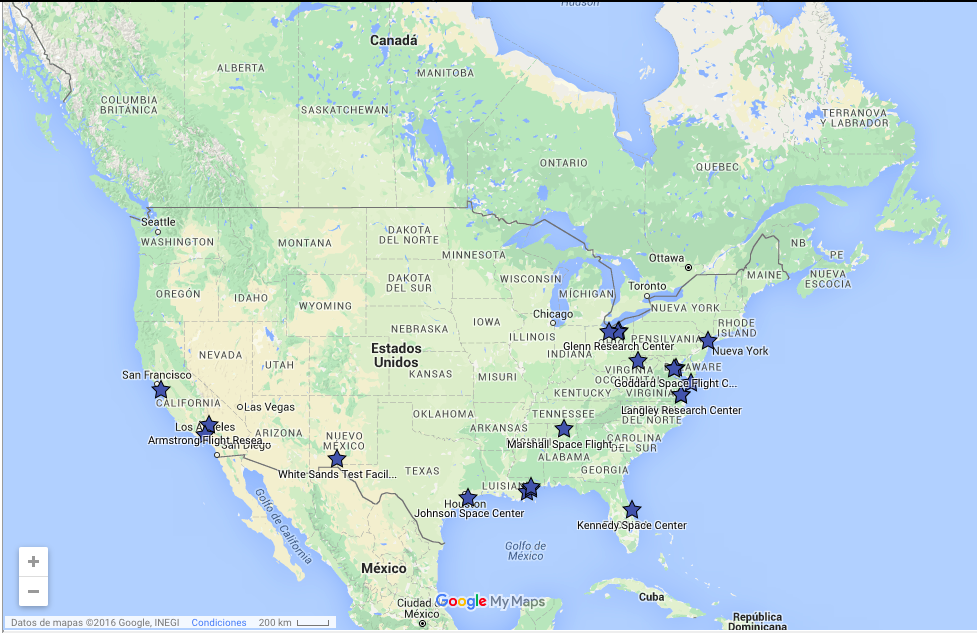 Hudson
Canadá
ALBERTA
MANITOBA
COLUMBIA
BRITÁNICA
SASKATCHEWAN
TERRANOVA
Y LABRADOR
ONTARIO
QUEBEC
Seattle
WASHINGTON
DAKOTA
DEL NORTE
MONTANA
MINNESOTA
NB
PE
Ottawa
MAINE
NUEVA
ESCOCIA
OREGÓN
IDAHO
DAKOTA
DEL SUR
WISCONSIN
MICHIGAN
Toronto
WYOMING
NUEVA YORK
Chicago
IOWA
NEBRASKA
ILLINOIS
RHODE
ISLAND
PENSILVANIA
Glenn Research Center
INDIANA
Nueva York
NEVADA
UTAH
Estados
Unidos
KANSAS
MISURI
VIRGINIA
OCCIDENTAL
Goddard Space Flight C...
San Francisco
CALIFORNIA
Las Vegas
KENTUCKY
VIRGINIA
Langley Research Center
DEL NORTE
OKLAHOMA
TENNESSEE
ARKANSAS
Los Ángeles
Armstrong Flight Resea...
San Diego
ARIZONA
NUEVO
MÉXICO
Marshall Space Flight...
CAROLINA
DEL SUR
ALABAMA
GEORGIA
White Sands Test Facil...
TEXAS
LUISIANA
Houston
Johnson Space Center
Kennedy Space Center
Golfo de California
Golfo de
México
México
Cuba
Ciudad de
México
Google My Maps
República
Dominicana
+
−
Datos de mapas ©2016 Google, INEGI Condiciones 200 km